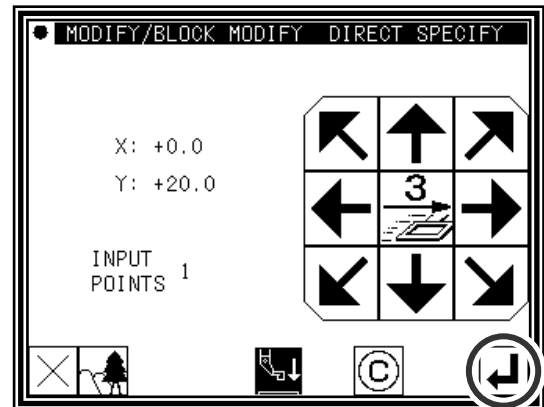 MODIFY/BLOCK MODIFY DIRECT SPECIFY
X: +0.0
Y: +20.0
3
INPUT
POINTS 1
C